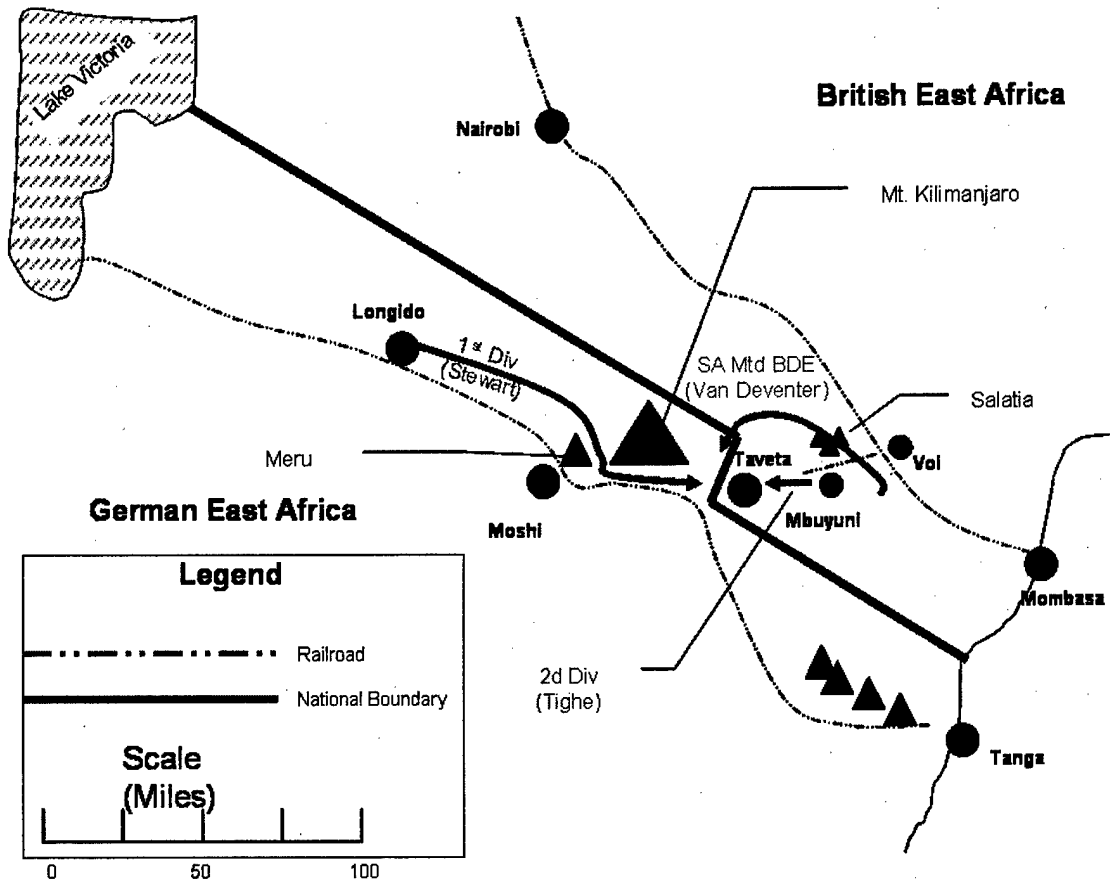 Lake Victoria
British East Africa
Nairobi
Mt. Kilimanjaro
Longido
1st Div
(Stewart)
SA Mtd BDE
(Van Deventer)
Salatia
Meru
Taveta
Voi
Moshi
Mbuyuni
German East Africa
Mombasa
2d Div
(Tighe)
Tanga
Legend
Railroad
National Boundary
Scale
(Miles)
0 50 100